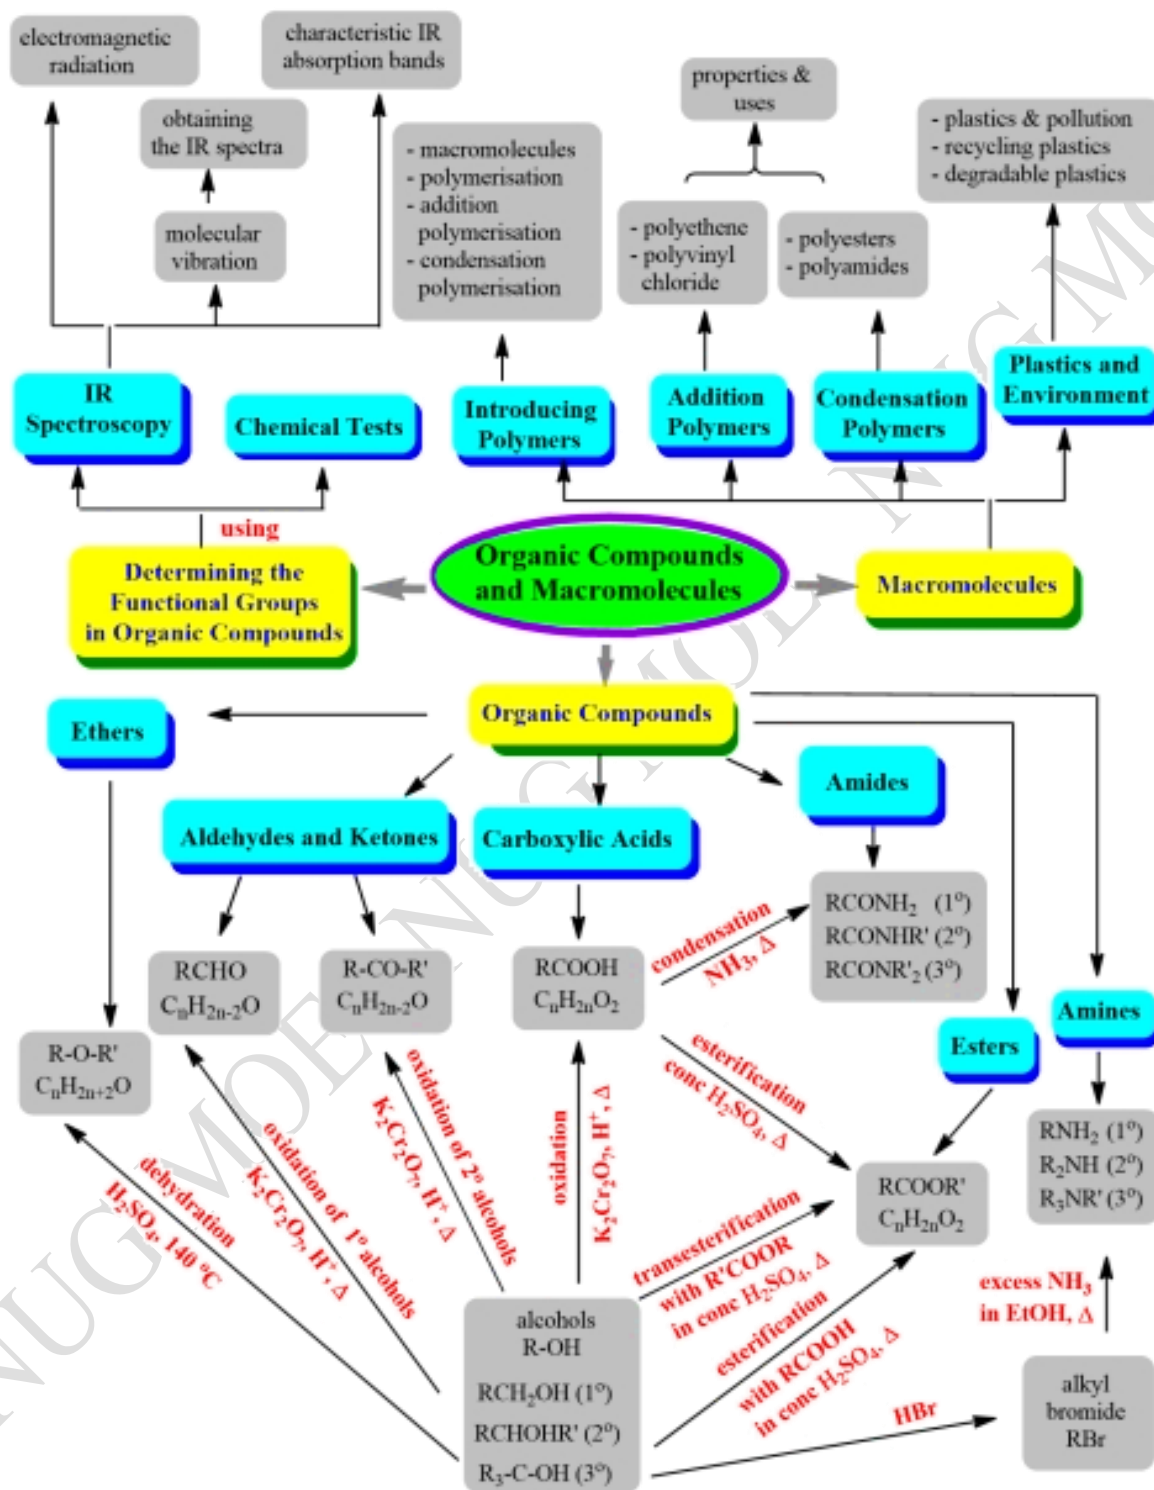 electromagnetic
radiation
characteristic IR
absorption bands
obtaining
the IR spectra
molecular
vibration
- macromolecules
- polymerisation
- addition
polymerisation
- condensation
polymerisation
properties &
uses
- polyethene
- polyvinyl
chloride
- polyesters
- polyamides
- plastics & pollution
- recycling plastics
- degradable plastics
IR
Spectroscopy
Chemical Tests
Introducing
Polymers
Addition
Polymers
Condensation
Polymers
Plastics and
Environment
using
Determining the
Functional Groups
in Organic Compounds
Organic Compounds
and Macromolecules
Macromolecules
Organic Compounds
Ethers
Aldehydes and Ketones
Carboxylic Acids
Amides
Esters
Amines
R-O-R'
CₙH₂ₙ₊₂O
RCHO
CₙH₂ₙ₋₂O
R-CO-R'
CₙH₂ₙ₋₂O
RCOOH
CₙH₂ₙO₂
condensation
NH₃, Δ
RCONH₂ (1°)
RCONHR' (2°)
RCONR'₂ (3°)
esterification
conc H₂SO₄, Δ
RCOOR'
CₙH₂ₙO₂
RNH₂ (1°)
R₂NH (2°)
R₃NR' (3°)
dehydration
H₂SO₄, 140 °C
oxidation of 1° alcohols
K₂Cr₂O₇, H⁺, Δ
oxidation of 2° alcohols
K₂Cr₂O₇, H⁺, Δ
oxidation
K₂Cr₂O₇, H⁺, Δ
transesterification
with R'COOR
in conc H₂SO₄, Δ
esterification
with RCOOH
in conc H₂SO₄, Δ
HBr
excess NH₃
in EtOH, Δ
alcohols
R-OH
RCH₂OH (1°)
RCHOHR' (2°)
R₃-C-OH (3°)
alkyl
bromide
RBr